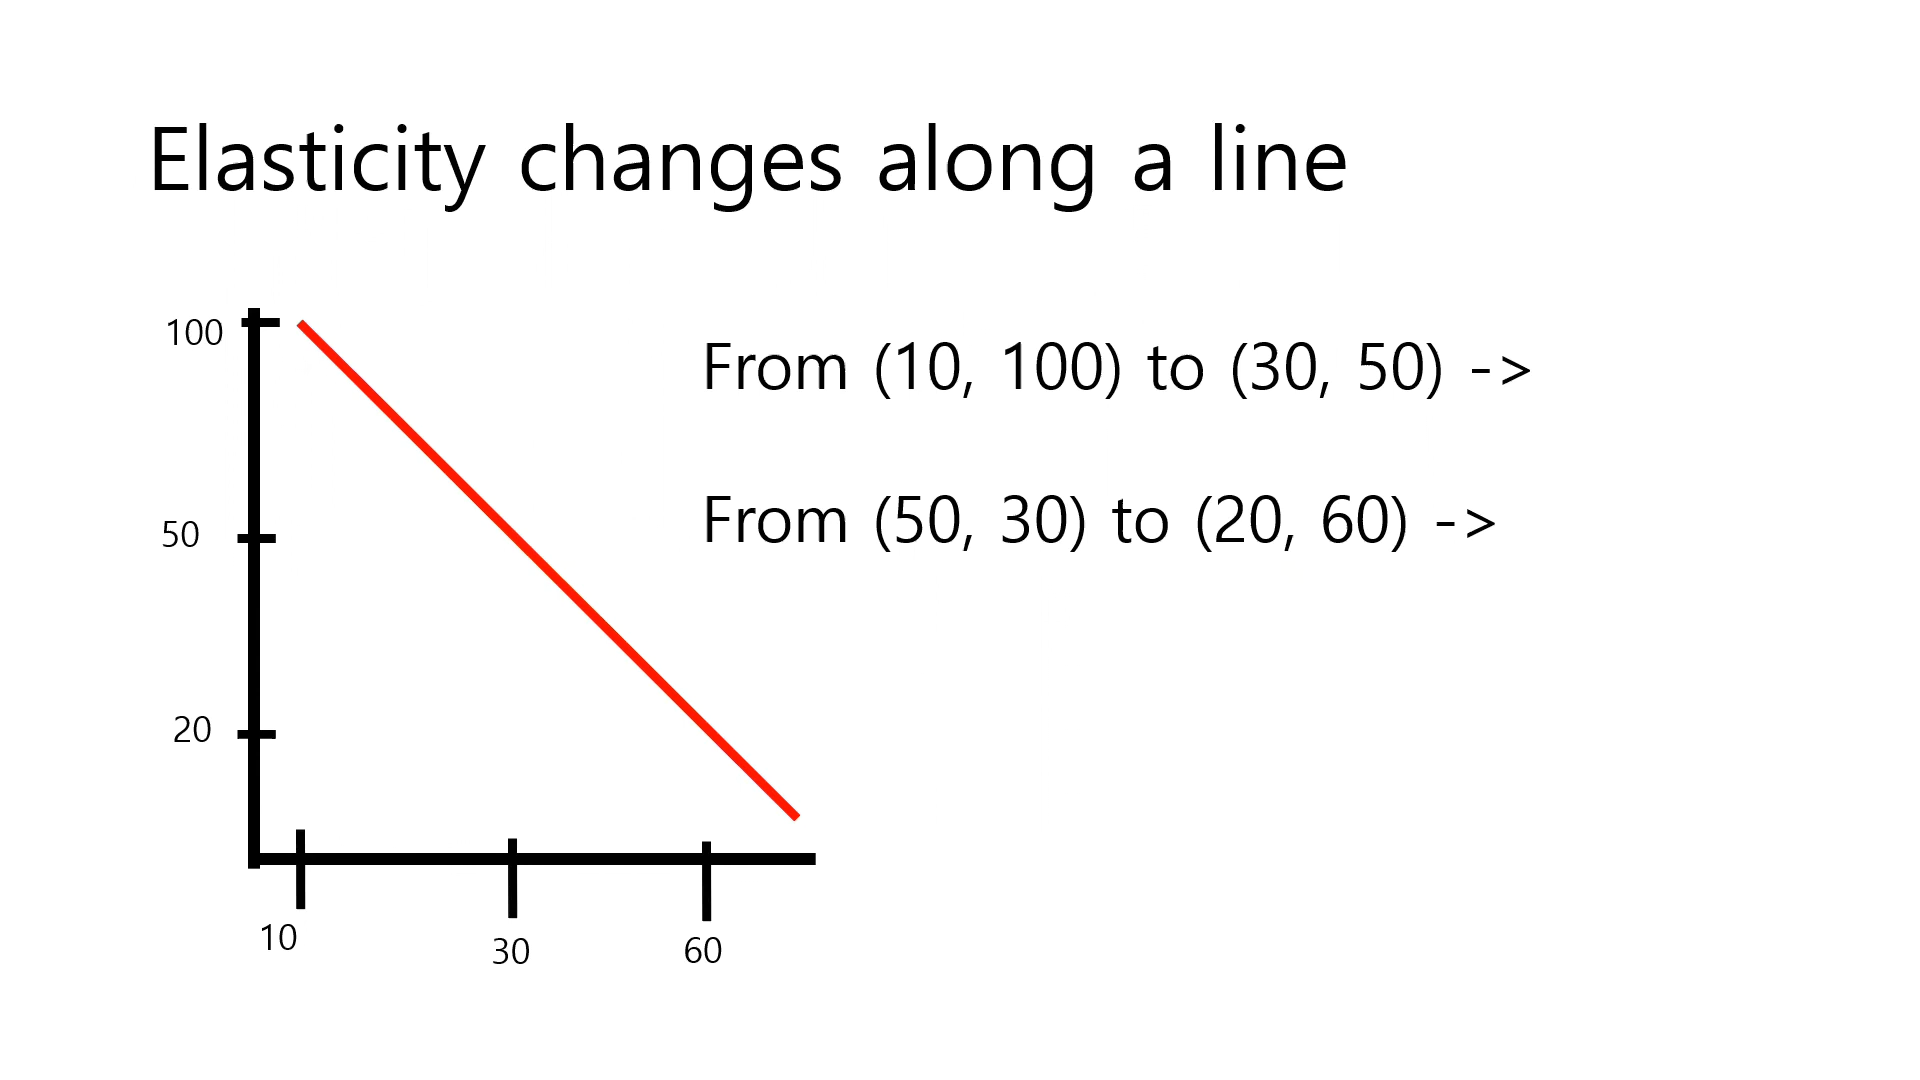 Elasticity changes along a line
100
50
20
10
30
60
From (10, 100) to (30, 50) ->
From (50, 30) to (20, 60) ->